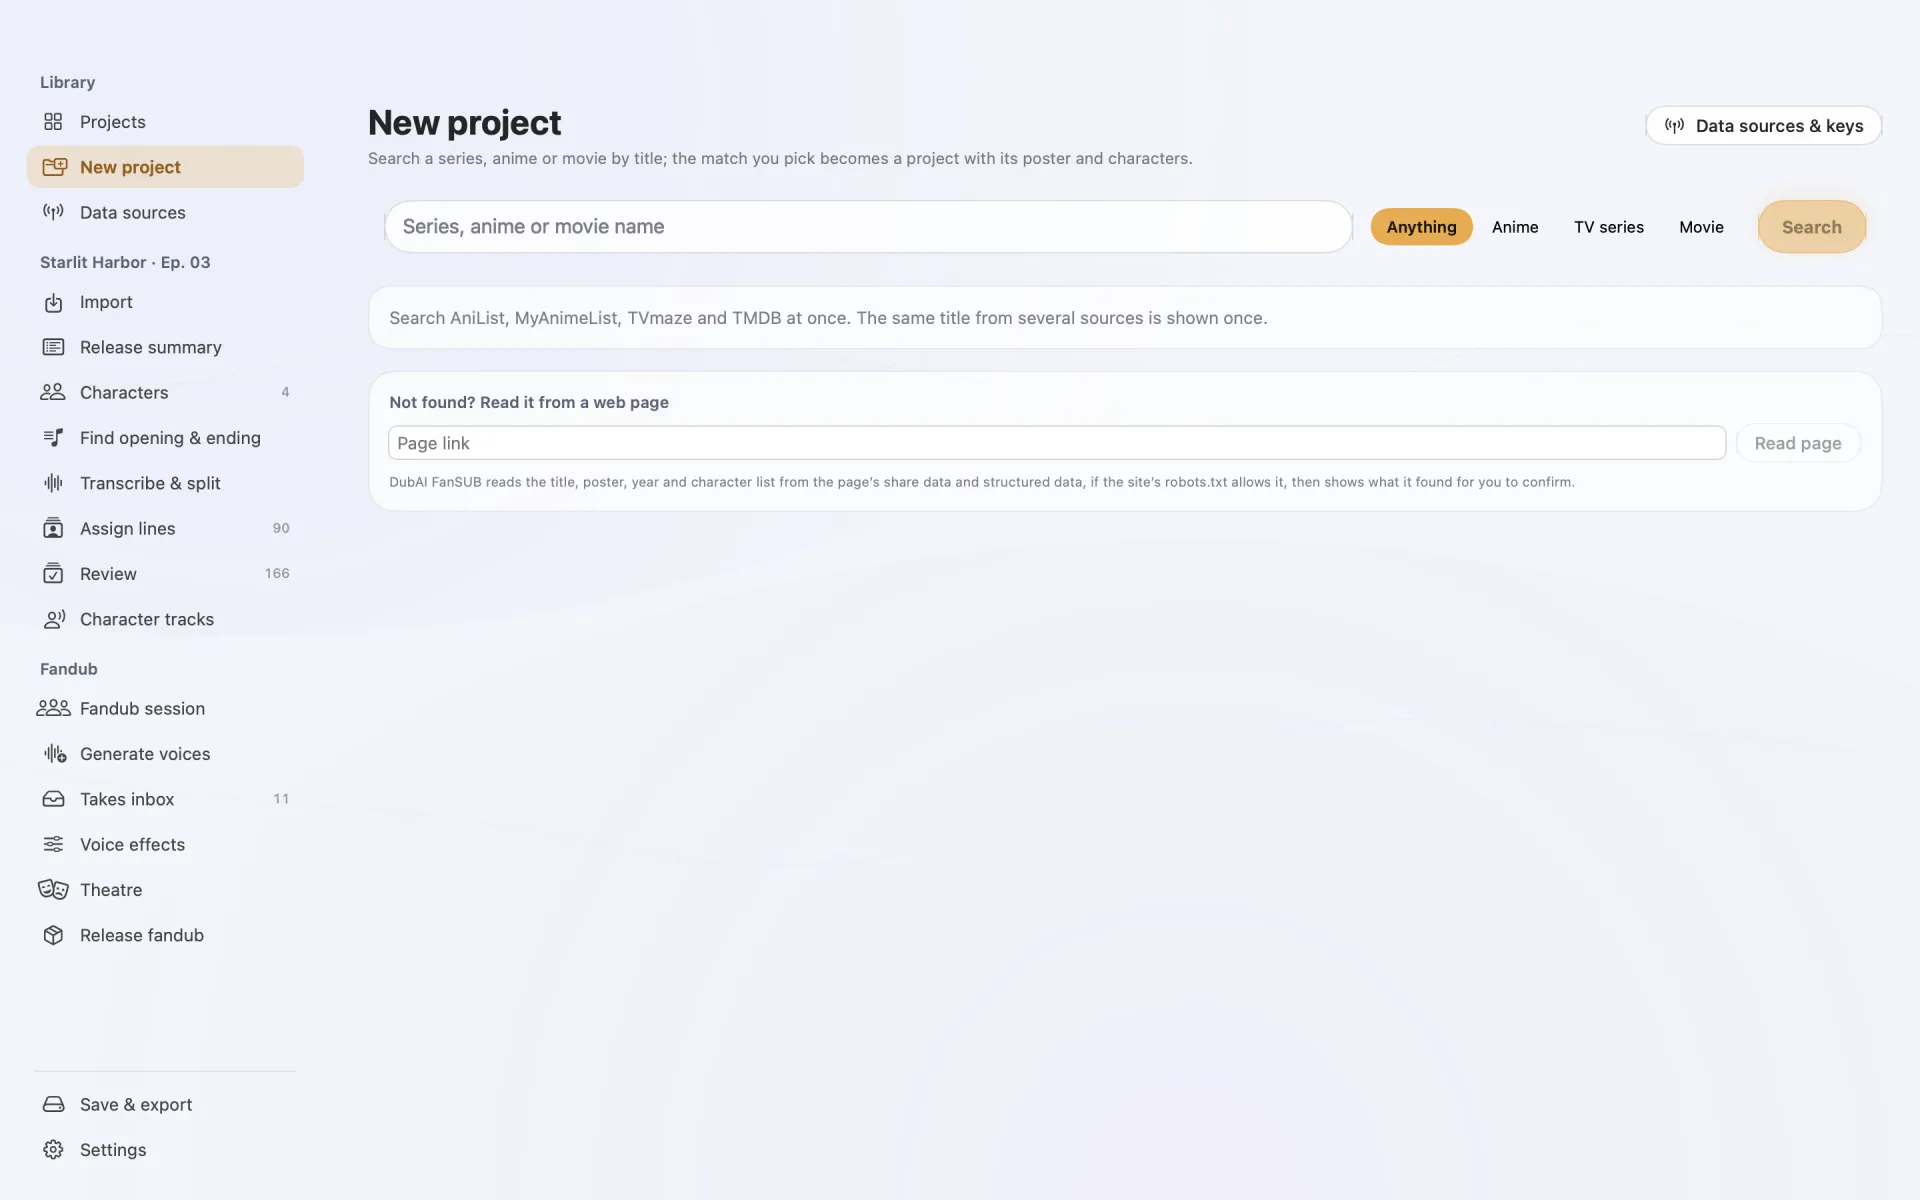 Library
Projects
New project
Data sources
Starlit Harbor · Ep. 03
Import
Release summary
Characters 4
Find opening & ending
Transcribe & split
Assign lines 90
Review 166
Character tracks
Fandub
Fandub session
Generate voices
Takes inbox 11
Voice effects
Theatre
Release fandub
Save & export
Settings
New project
Data sources & keys
Search a series, anime or movie by title; the match you pick becomes a project with its poster and characters.
Series, anime or movie name Anything Anime TV series Movie Search
Search AniList, MyAnimeList, TVmaze and TMDB at once. The same title from several sources is shown once.
Not found? Read it from a web page
Page link Read page
DubAI FanSUB reads the title, poster, year and character list from the page's share data and structured data, if the site's robots.txt allows it, then shows what it found for you to confirm.